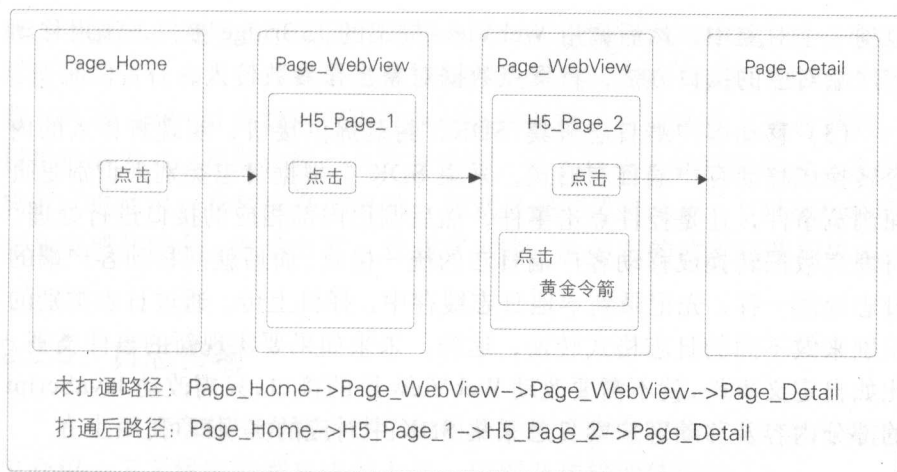 Page_Home
Page_WebView
Page_WebView
Page_Detail
H5_Page_1
H5_Page_2
点击
点击
点击
点击
黄金令箭
未打通路径：Page_Home-->Page_WebView-->Page_WebView-->Page_Detail
打通后路径：Page_Home->H5_Page_1->H5_Page_2->Page_Detail